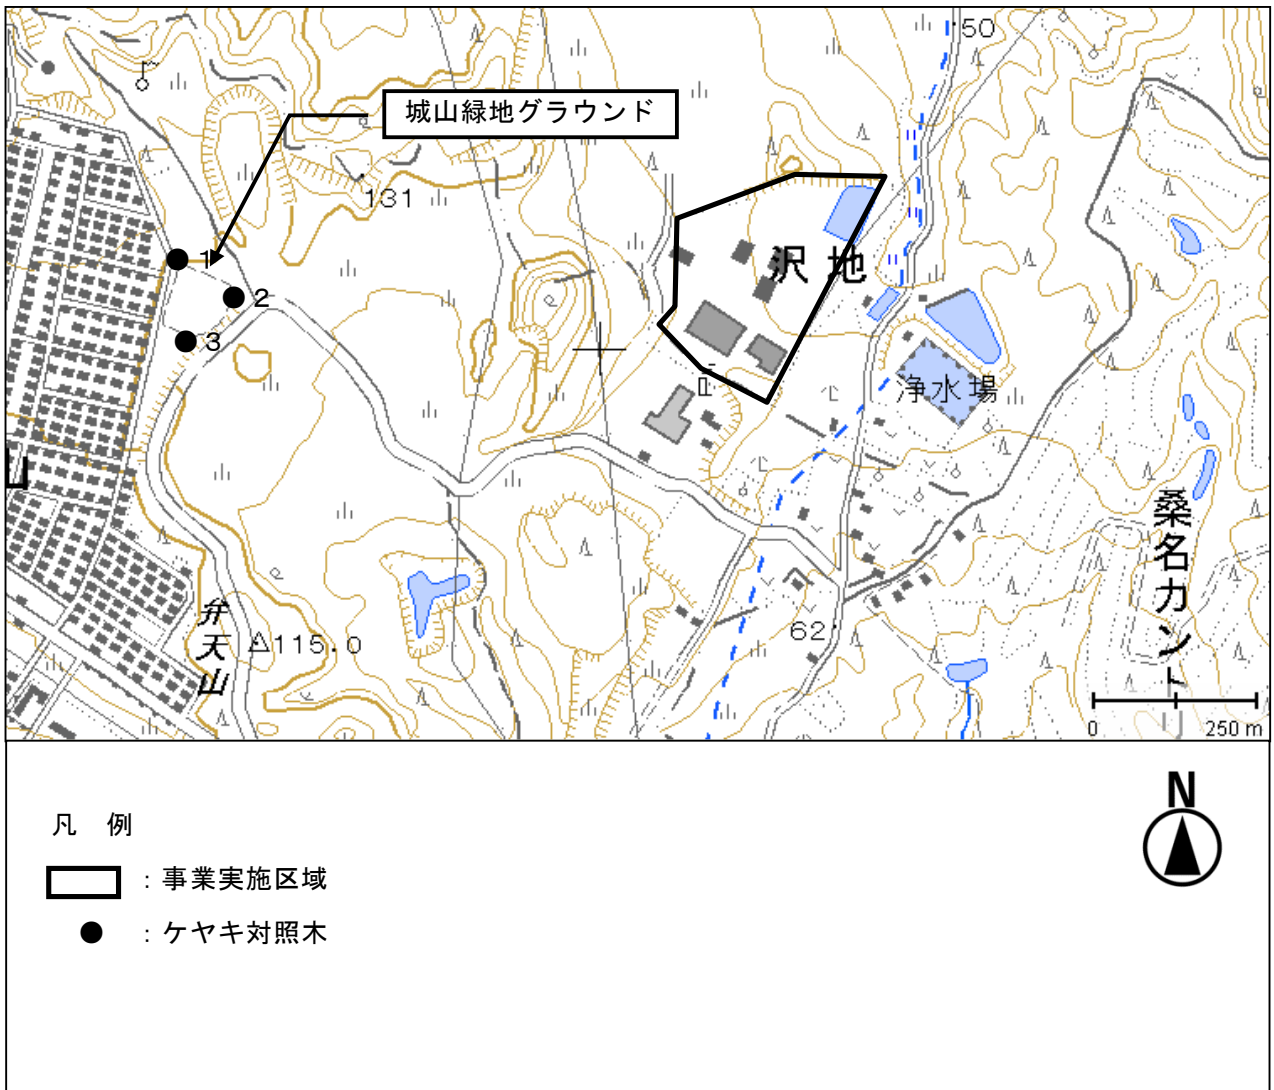 50
城山緑地グラウンド
131
1
2
3
沢地
浄水場
桑名カント
弁天山
115.0
62
山
0
250 m
N
凡 例
：事業実施区域
：ケヤキ対照木